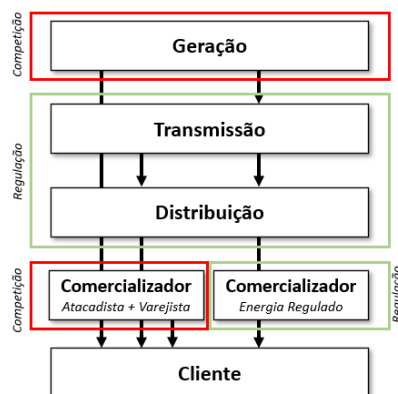 Competição
Geração
Regulação
Transmissão
Distribuição
Competição
Comercializador
Atacadista + Varejista
Comercializador
Energia Regulado
Regulação
Cliente